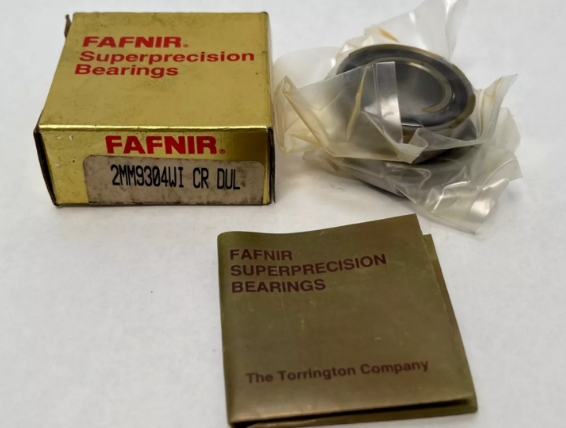 FAFNIR®
Superprecision
Bearings
FAFNIR®
2MM9304WI CR DUL
FAFNIR
SUPERPRECISION
BEARINGS
The Torrington Company